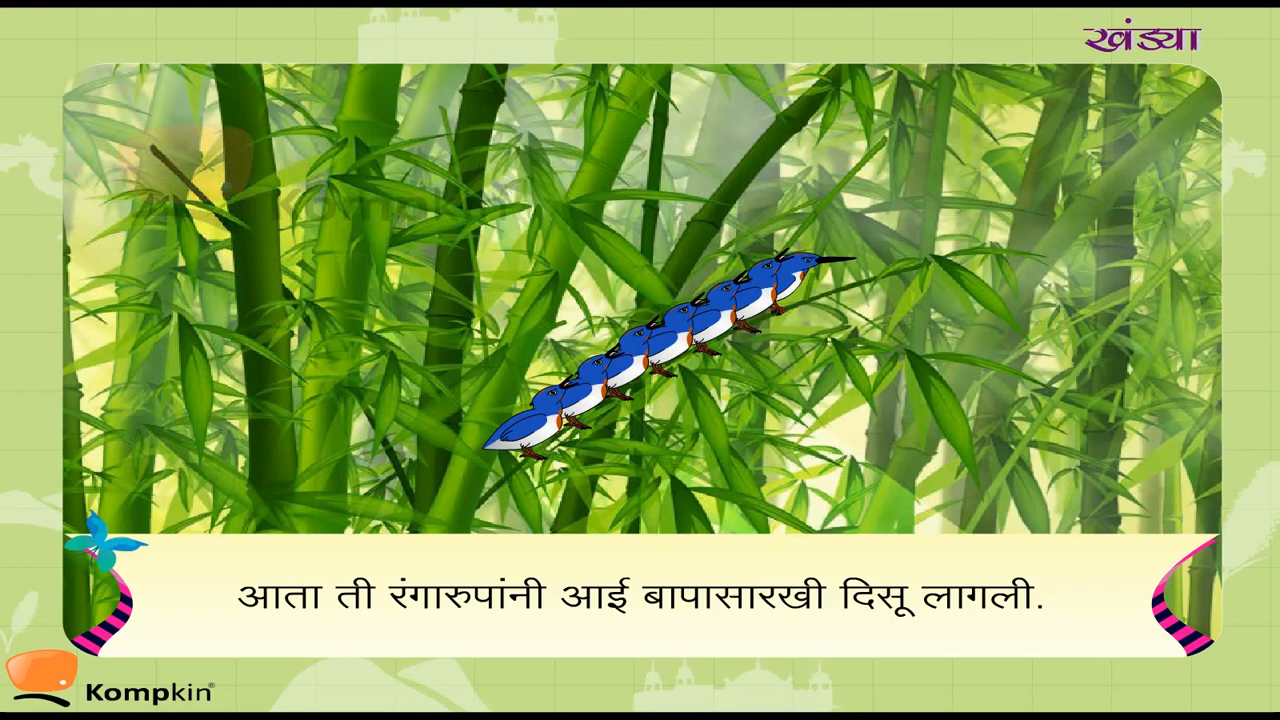 खंड्या
आता ती रंगारुपांनी आई बापासारखी दिसू लागली.
Kompkin®